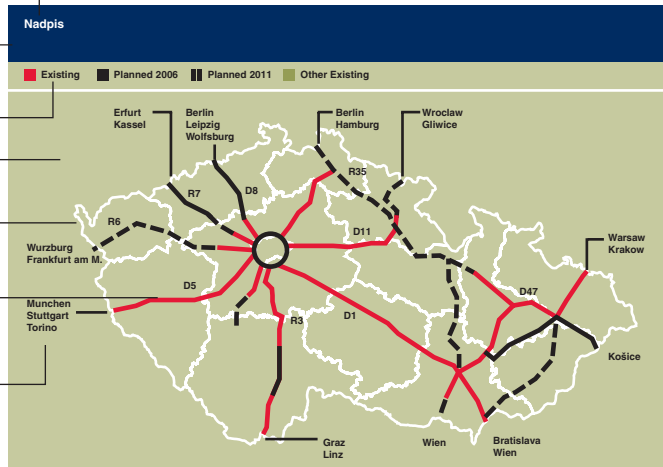 Nadpis
Existing
Planned 2006
Planned 2011
Other Existing
Erfurt
Kassel
Berlin
Leipzig
Wolfsburg
Berlin
Hamburg
Wroclaw
Gliwice
R35
R7
D8
R6
D11
Wurzburg
Frankfurt am M.
Warsaw
Krakow
D5
D47
Munchen
Stuttgart
Torino
R3
D1
Košice
Graz
Linz
Wien
Bratislava
Wien